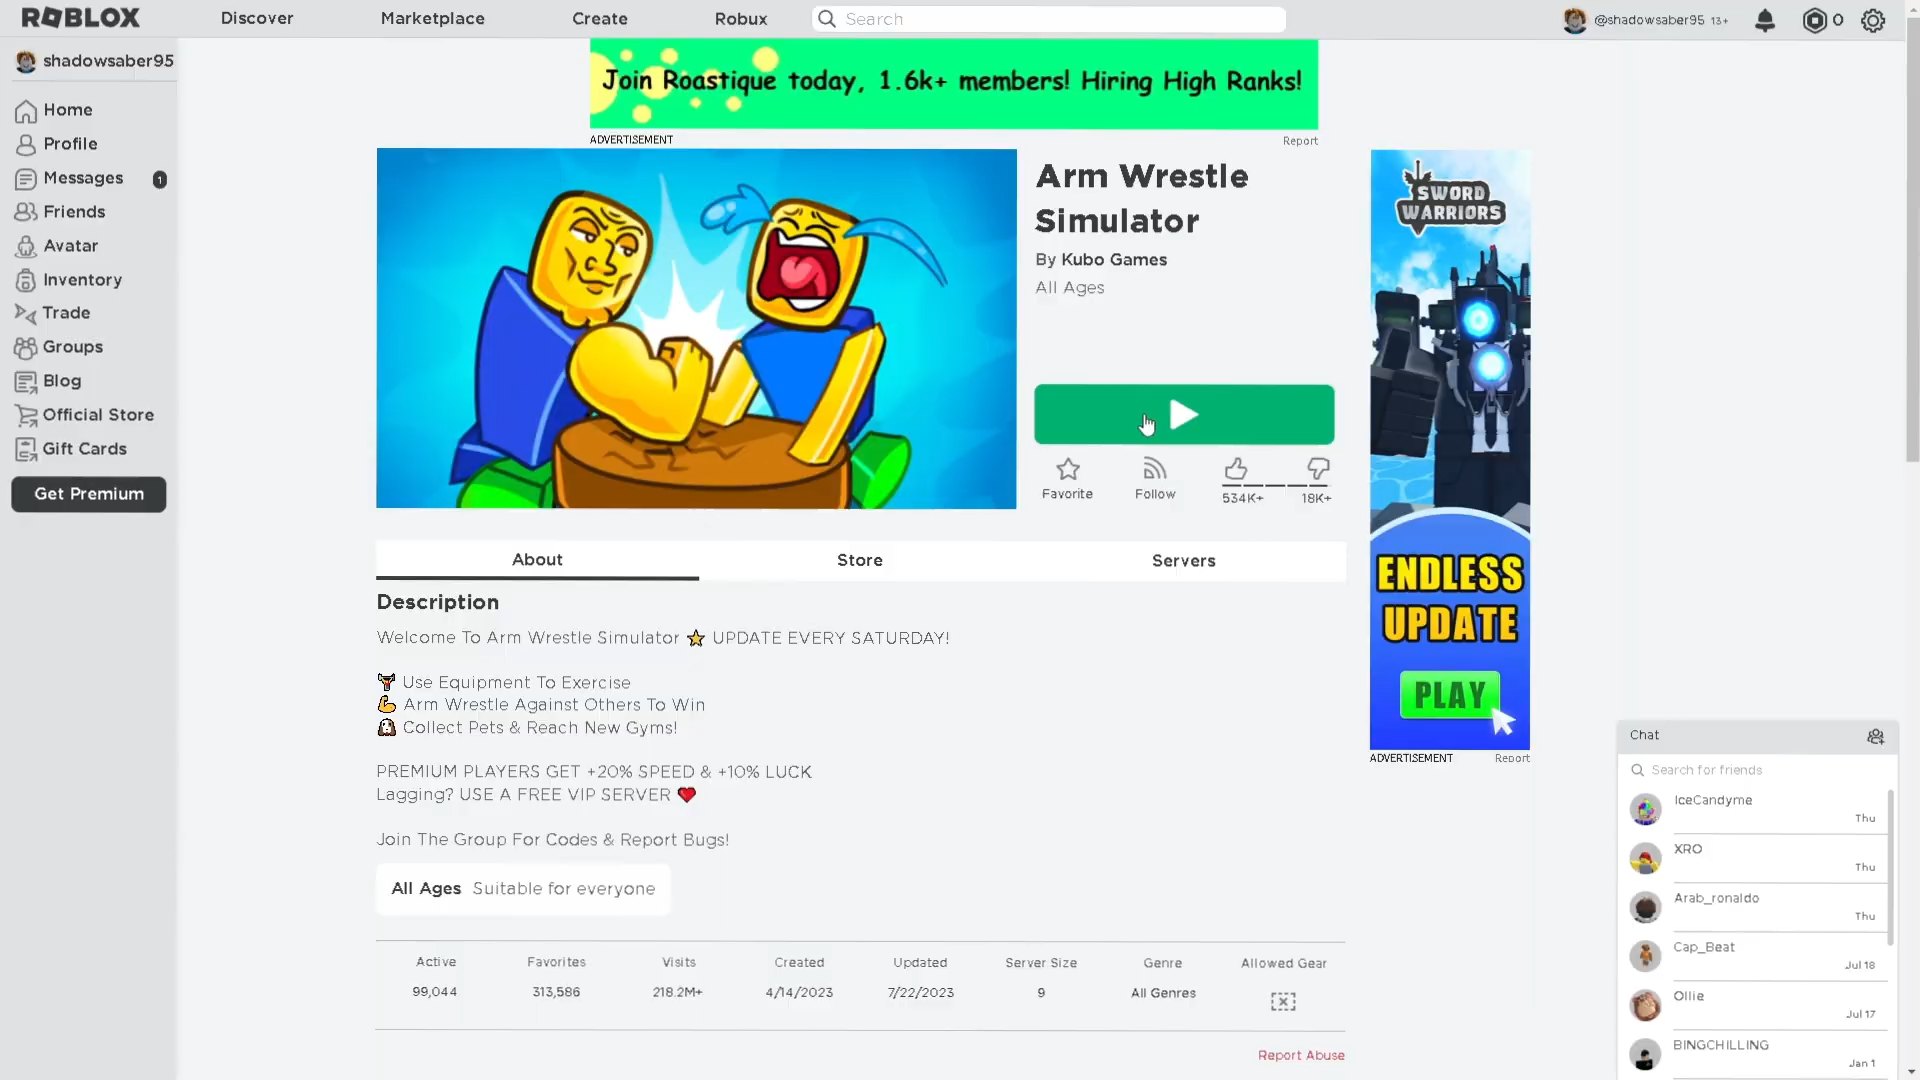 ROBLOX
Discover
Marketplace
Create
Robux
Search
@shadowsaber95 13+
0
shadowsaber95
Home
Profile
Messages
1
Friends
Avatar
Inventory
Trade
Groups
Blog
Official Store
Gift Cards
Get Premium
Join Roastique today, 1.6k+ members! Hiring High Ranks!
ADVERTISEMENT
Report
Arm Wrestle
Simulator
By Kubo Games
All Ages
Favorite
Follow
534K+
18K+
SWORD
WARRIORS
ENDLESS
UPDATE
PLAY
ADVERTISEMENT
Report
About
Store
Servers
Description
Welcome To Arm Wrestle Simulator ⭐ UPDATE EVERY SATURDAY!
🏋️ Use Equipment To Exercise
💪 Arm Wrestle Against Others To Win
🐶 Collect Pets & Reach New Gyms!
PREMIUM PLAYERS GET +20% SPEED & +10% LUCK
Lagging? USE A FREE VIP SERVER ❤️
Join The Group For Codes & Report Bugs!
All Ages Suitable for everyone
Active Favorites Visits Created Updated Server Size Genre Allowed Gear
99,044 313,586 218.2M+ 4/14/2023 7/22/2023 9 All Genres
Report Abuse
Chat
Search for friends
IceCandyme
Thu
XRO
Thu
Arab_ronaldo
Thu
Cap_Beat
Jul 18
Ollie
Jul 17
BINGCHILLING
Jan 1